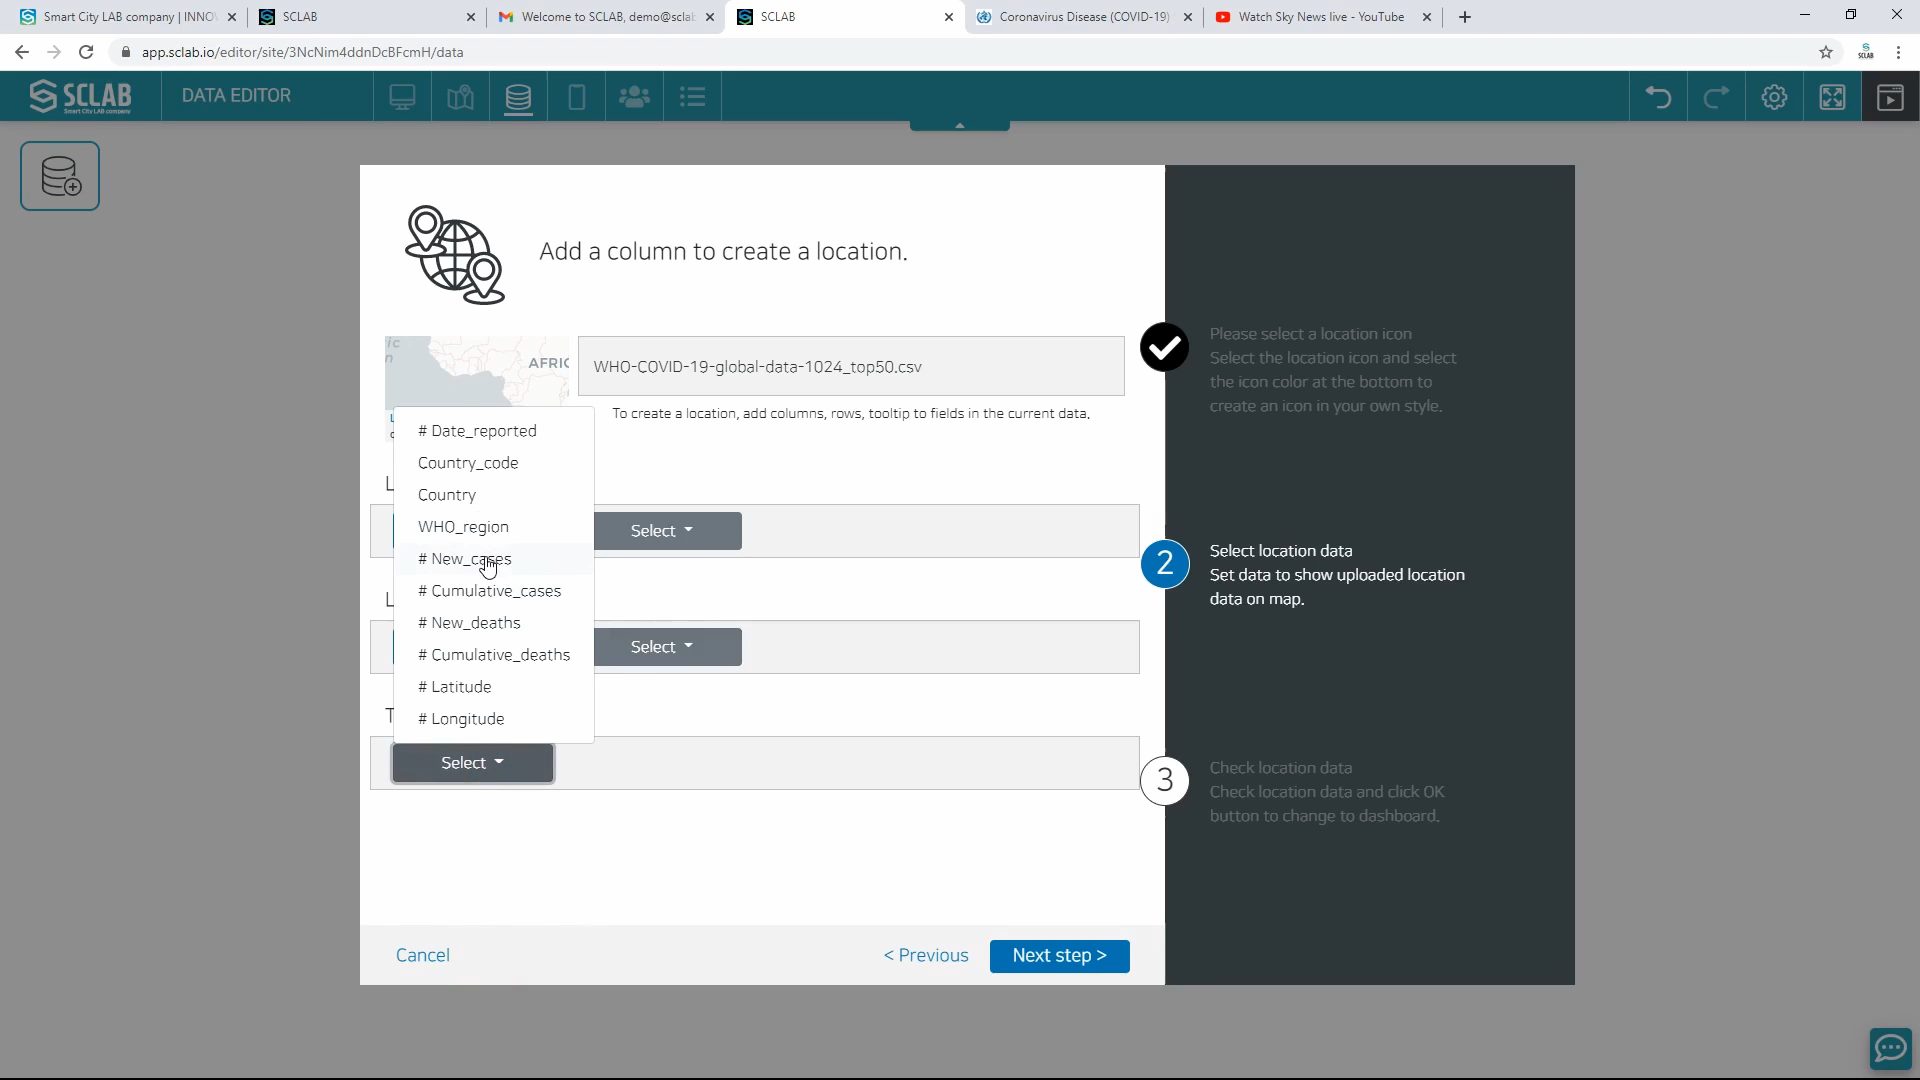 Smart City LAB company | INNO
SCLAB
Welcome to SCLAB, demo@scla
SCLAB
Coronavirus Disease (COVID-19)
Watch Sky News live - YouTube
app.sclab.io/editor/site/3NcNim4ddnDcBFcmH/data
SCLAB
SCLAB
Smart City LAB company
DATA EDITOR
Add a column to create a location.
ic
n
AFRIC
WHO-COVID-19-global-data-1024_top50.csv
To create a location, add columns, rows, tooltip to fields in the current data.
Please select a location icon
Select the location icon and select
the icon color at the bottom to
create an icon in your own style.
# Date_reported
Country_code
Country
WHO_region
# New_cases
# Cumulative_cases
# New_deaths
# Cumulative_deaths
# Latitude
# Longitude
L
Select
L
Select
T
Select
2
Select location data
Set data to show uploaded location
data on map.
3
Check location data
Check location data and click OK
button to change to dashboard.
Cancel
< Previous
Next step >